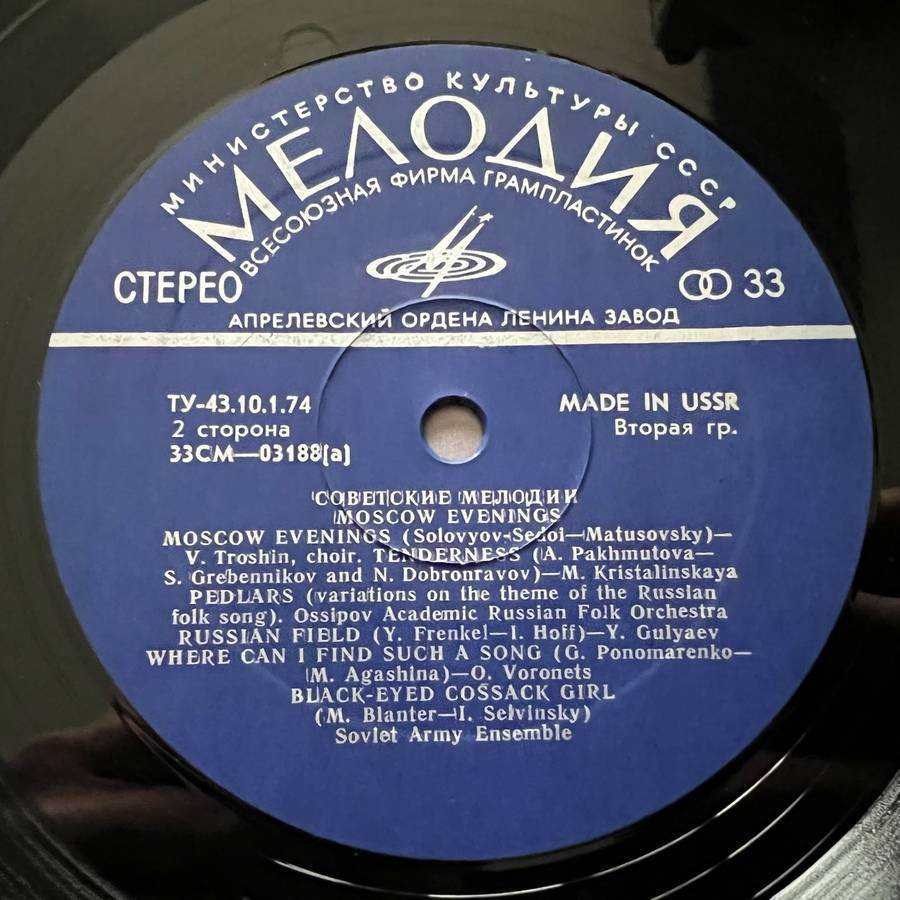 МИНИСТЕРСТВО КУЛЬТУРЫ СССР
МЕЛОДИЯ
ВСЕСОЮЗНАЯ ФИРМА ГРАМПЛАСТИНОК
СТЕРЕО 33
АПРЕЛЕВСКИЙ ОРДЕНА ЛЕНИНА ЗАВОД
ТУ-43.10.1.74 MADE IN USSR
2 сторона Вторая гр.
33СМ—03188(а)
СОВЕТСКИЕ МЕЛОДИИ
MOSCOW EVENINGS
MOSCOW EVENINGS (Solovyov-Sedoi—Matusovsky)—
V. Troshin, choir. TENDERNESS (A. Pakhmutova—
S. Grebennikov and N. Dobronravov)—M. Kristalinskaya
PEDLARS (variations on the theme of the Russian
folk song). Ossipov Academic Russian Folk Orchestra
RUSSIAN FIELD (Y. Frenkel—I. Hoff)—Y. Gulyaev
WHERE CAN I FIND SUCH A SONG (G. Ponomarenko—
M. Agashina)—O. Voronets
BLACK-EYED COSSACK GIRL
(M. Blanter—I. Selvinsky)
Soviet Army Ensemble